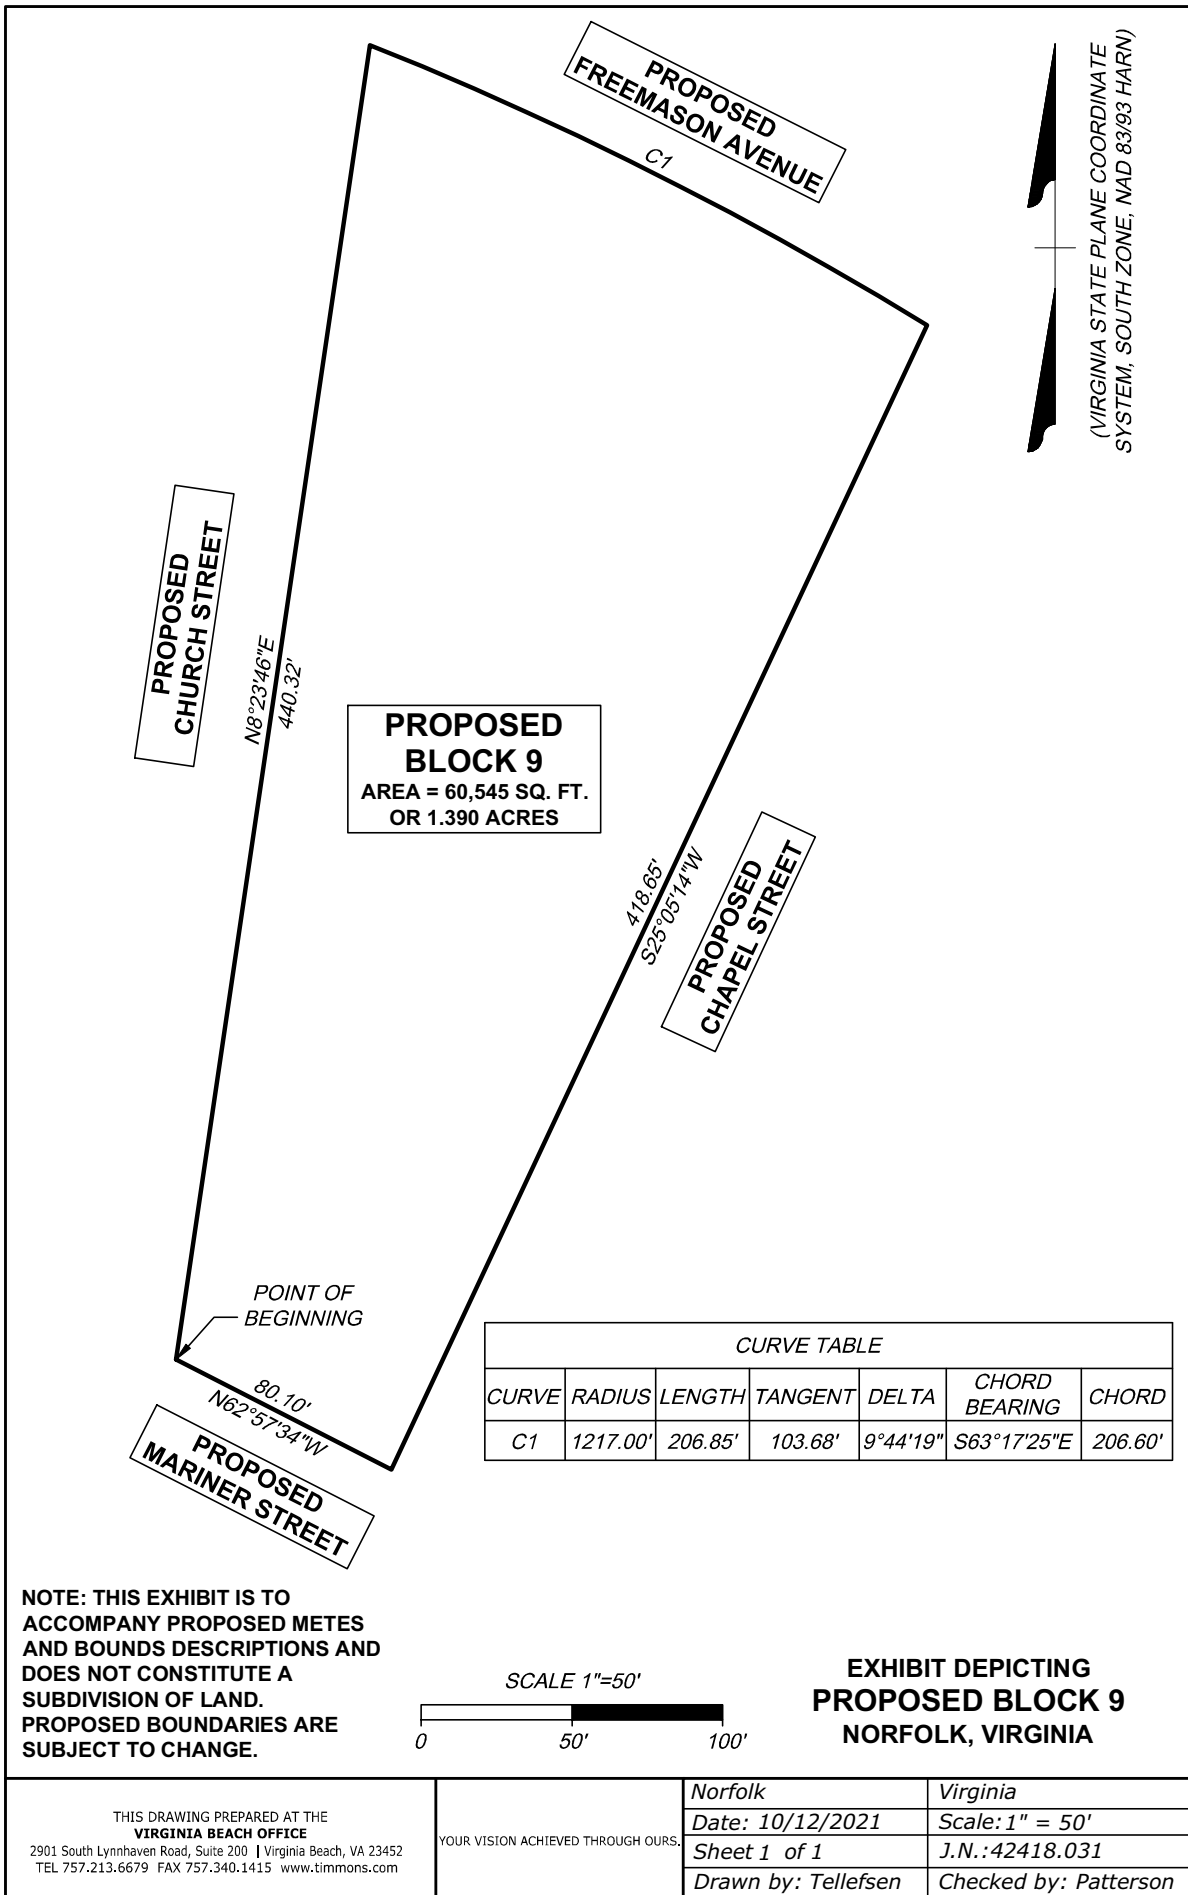 PROPOSED
FREEMASON AVENUE
C1
(VIRGINIA STATE PLANE COORDINATE
SYSTEM, SOUTH ZONE, NAD 83/93 HARN)
PROPOSED
CHURCH STREET
N8°23'46"E
440.32'
PROPOSED
BLOCK 9
AREA = 60,545 SQ. FT.
OR 1.390 ACRES
418.65'
S25°05'14"W
PROPOSED
CHAPEL STREET
POINT OF
BEGINNING
80.10'
N62°57'34"W
PROPOSED
MARINER STREET
CURVE TABLE
CURVE RADIUS LENGTH TANGENT DELTA CHORD BEARING CHORD
C1 1217.00' 206.85' 103.68' 9°44'19" S63°17'25"E 206.60'
NOTE: THIS EXHIBIT IS TO
ACCOMPANY PROPOSED METES
AND BOUNDS DESCRIPTIONS AND
DOES NOT CONSTITUTE A
SUBDIVISION OF LAND.
PROPOSED BOUNDARIES ARE
SUBJECT TO CHANGE.
SCALE 1"=50'
0 50' 100'
EXHIBIT DEPICTING
PROPOSED BLOCK 9
NORFOLK, VIRGINIA
THIS DRAWING PREPARED AT THE
VIRGINIA BEACH OFFICE
2901 South Lynnhaven Road, Suite 200 | Virginia Beach, VA 23452
TEL 757.213.6679 FAX 757.340.1415 www.timmons.com
YOUR VISION ACHIEVED THROUGH OURS.
Norfolk Virginia
Date: 10/12/2021 Scale: 1" = 50'
Sheet 1 of 1 J.N.:42418.031
Drawn by: Tellefsen Checked by: Patterson